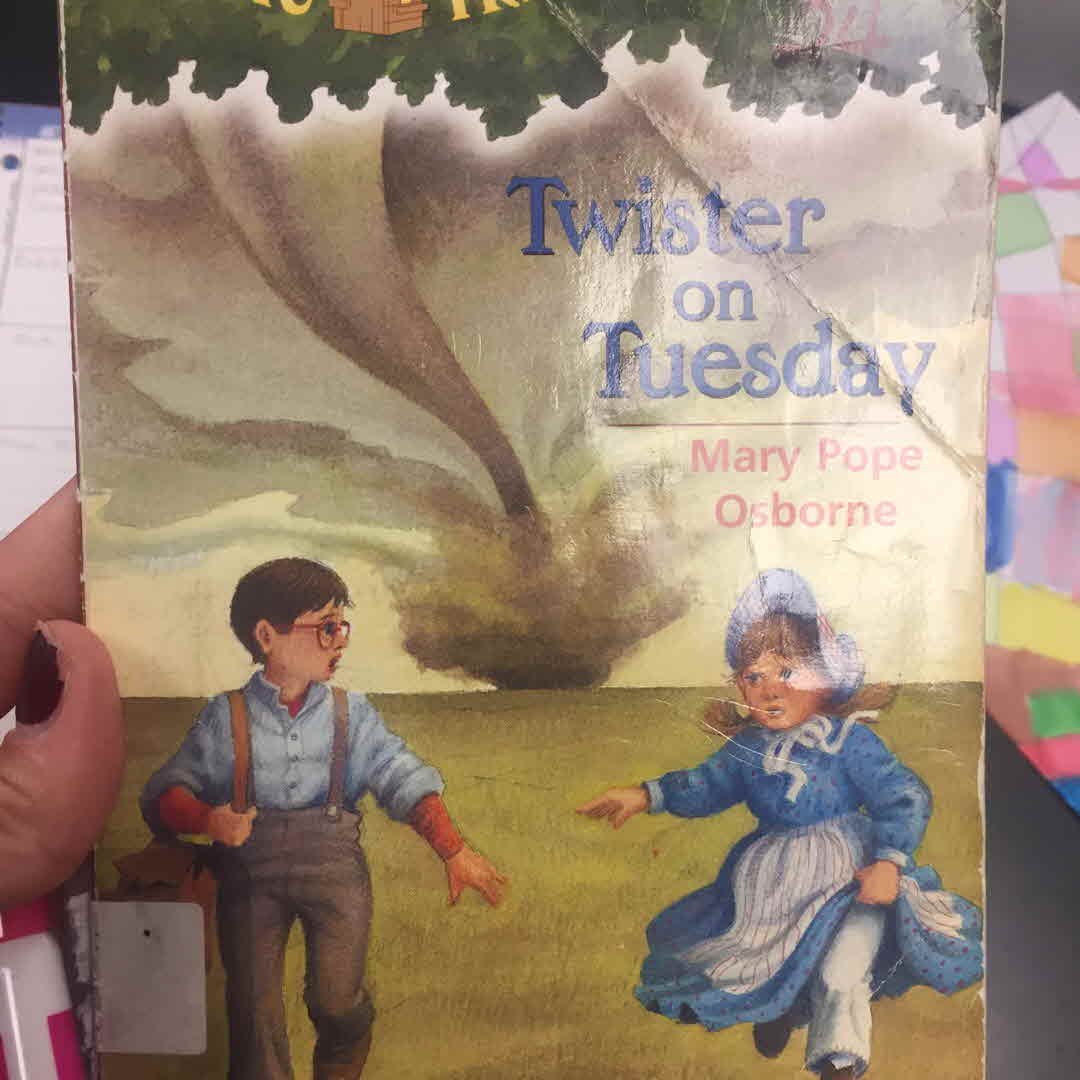 Twister
on
Tuesday
Mary Pope
Osborne